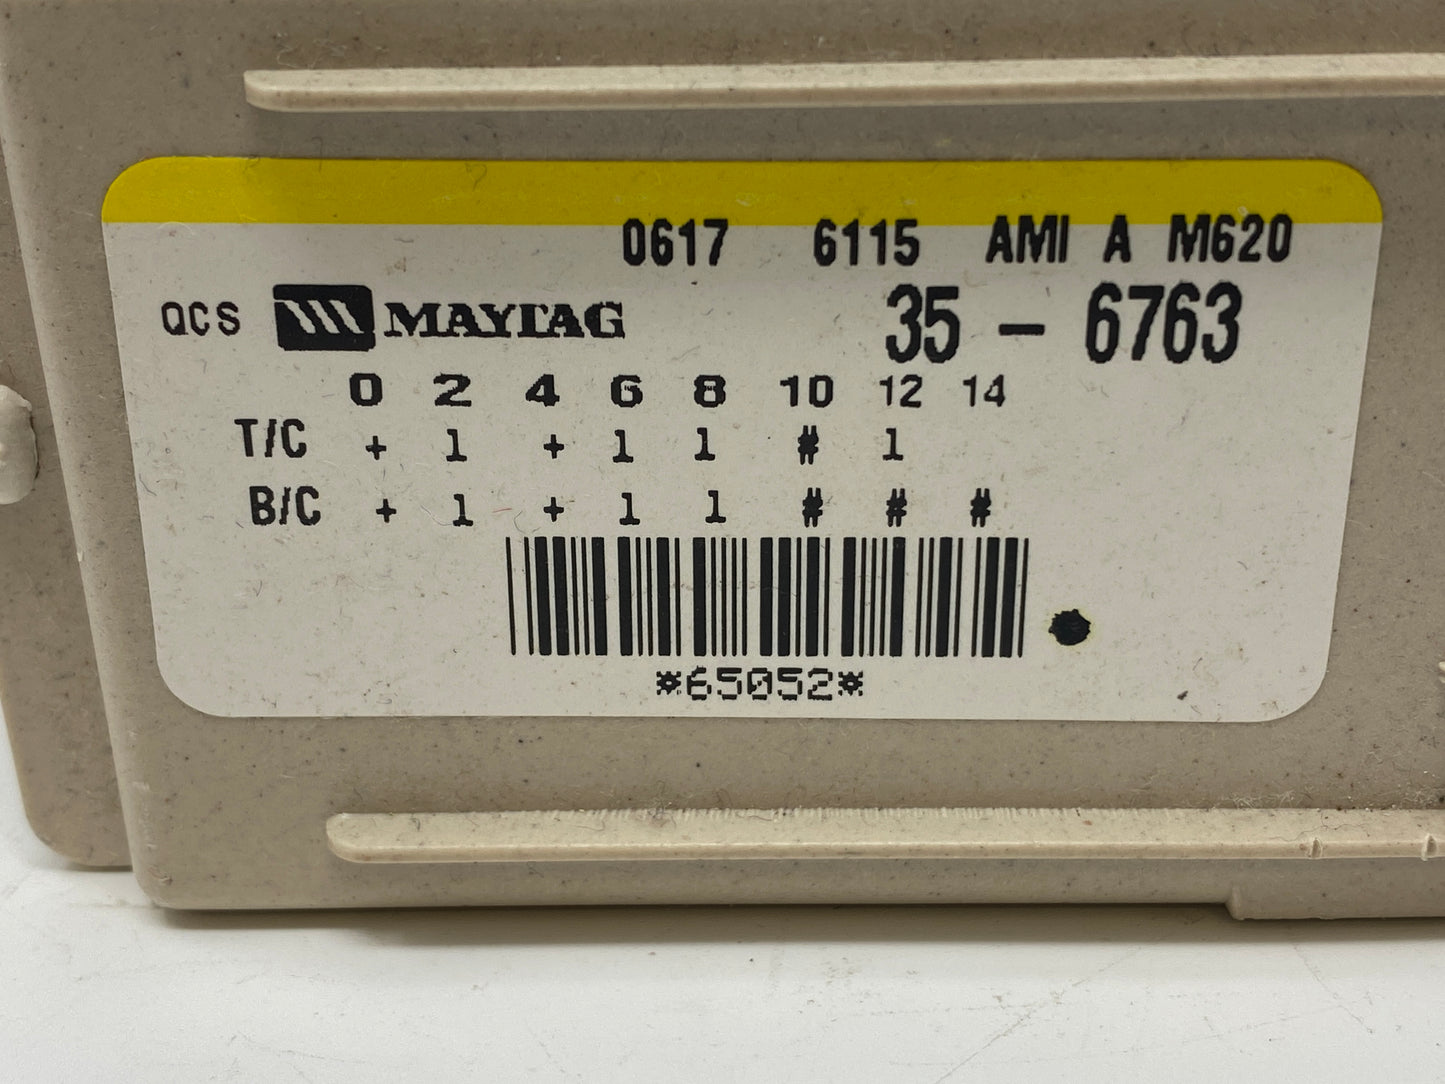 0617 6115 AMI A M620
QCS MAYTAG 35 - 6763
0 2 4 6 8 10 12 14
T/C + 1 + 1 1 # 1
B/C + 1 + 1 1 # # #
*65052*